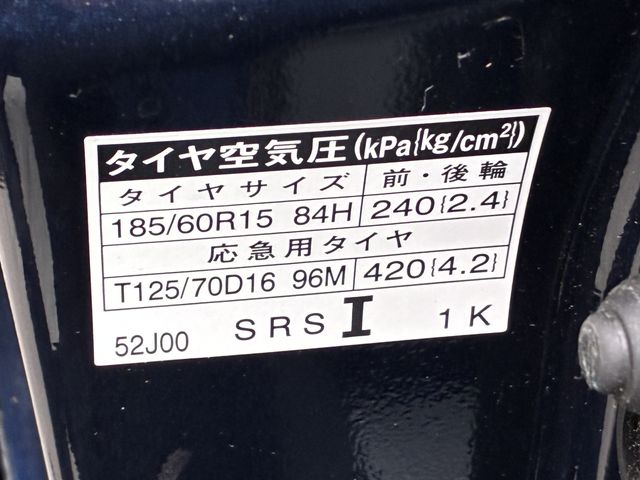 タイヤ空気圧(kPa{kg/cm²})
タイヤサイズ 前・後輪
185/60R15 84H 240{2.4}
応急用タイヤ
T125/70D16 96M 420{4.2}
52J00 SRS I 1K